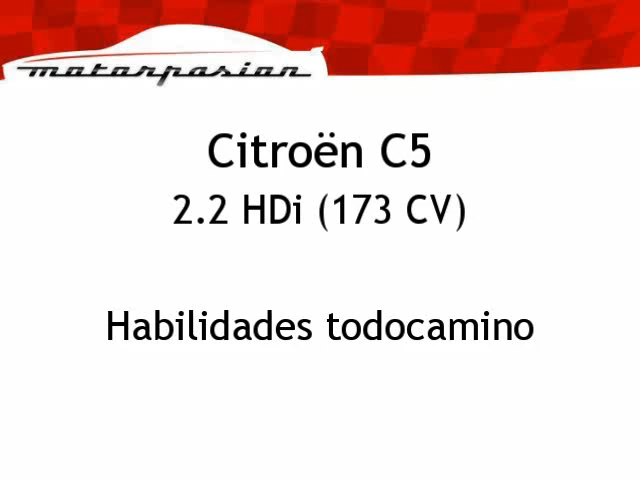 motorpasion
Citroën C5
2.2 HDi (173 CV)
Habilidades todocamino